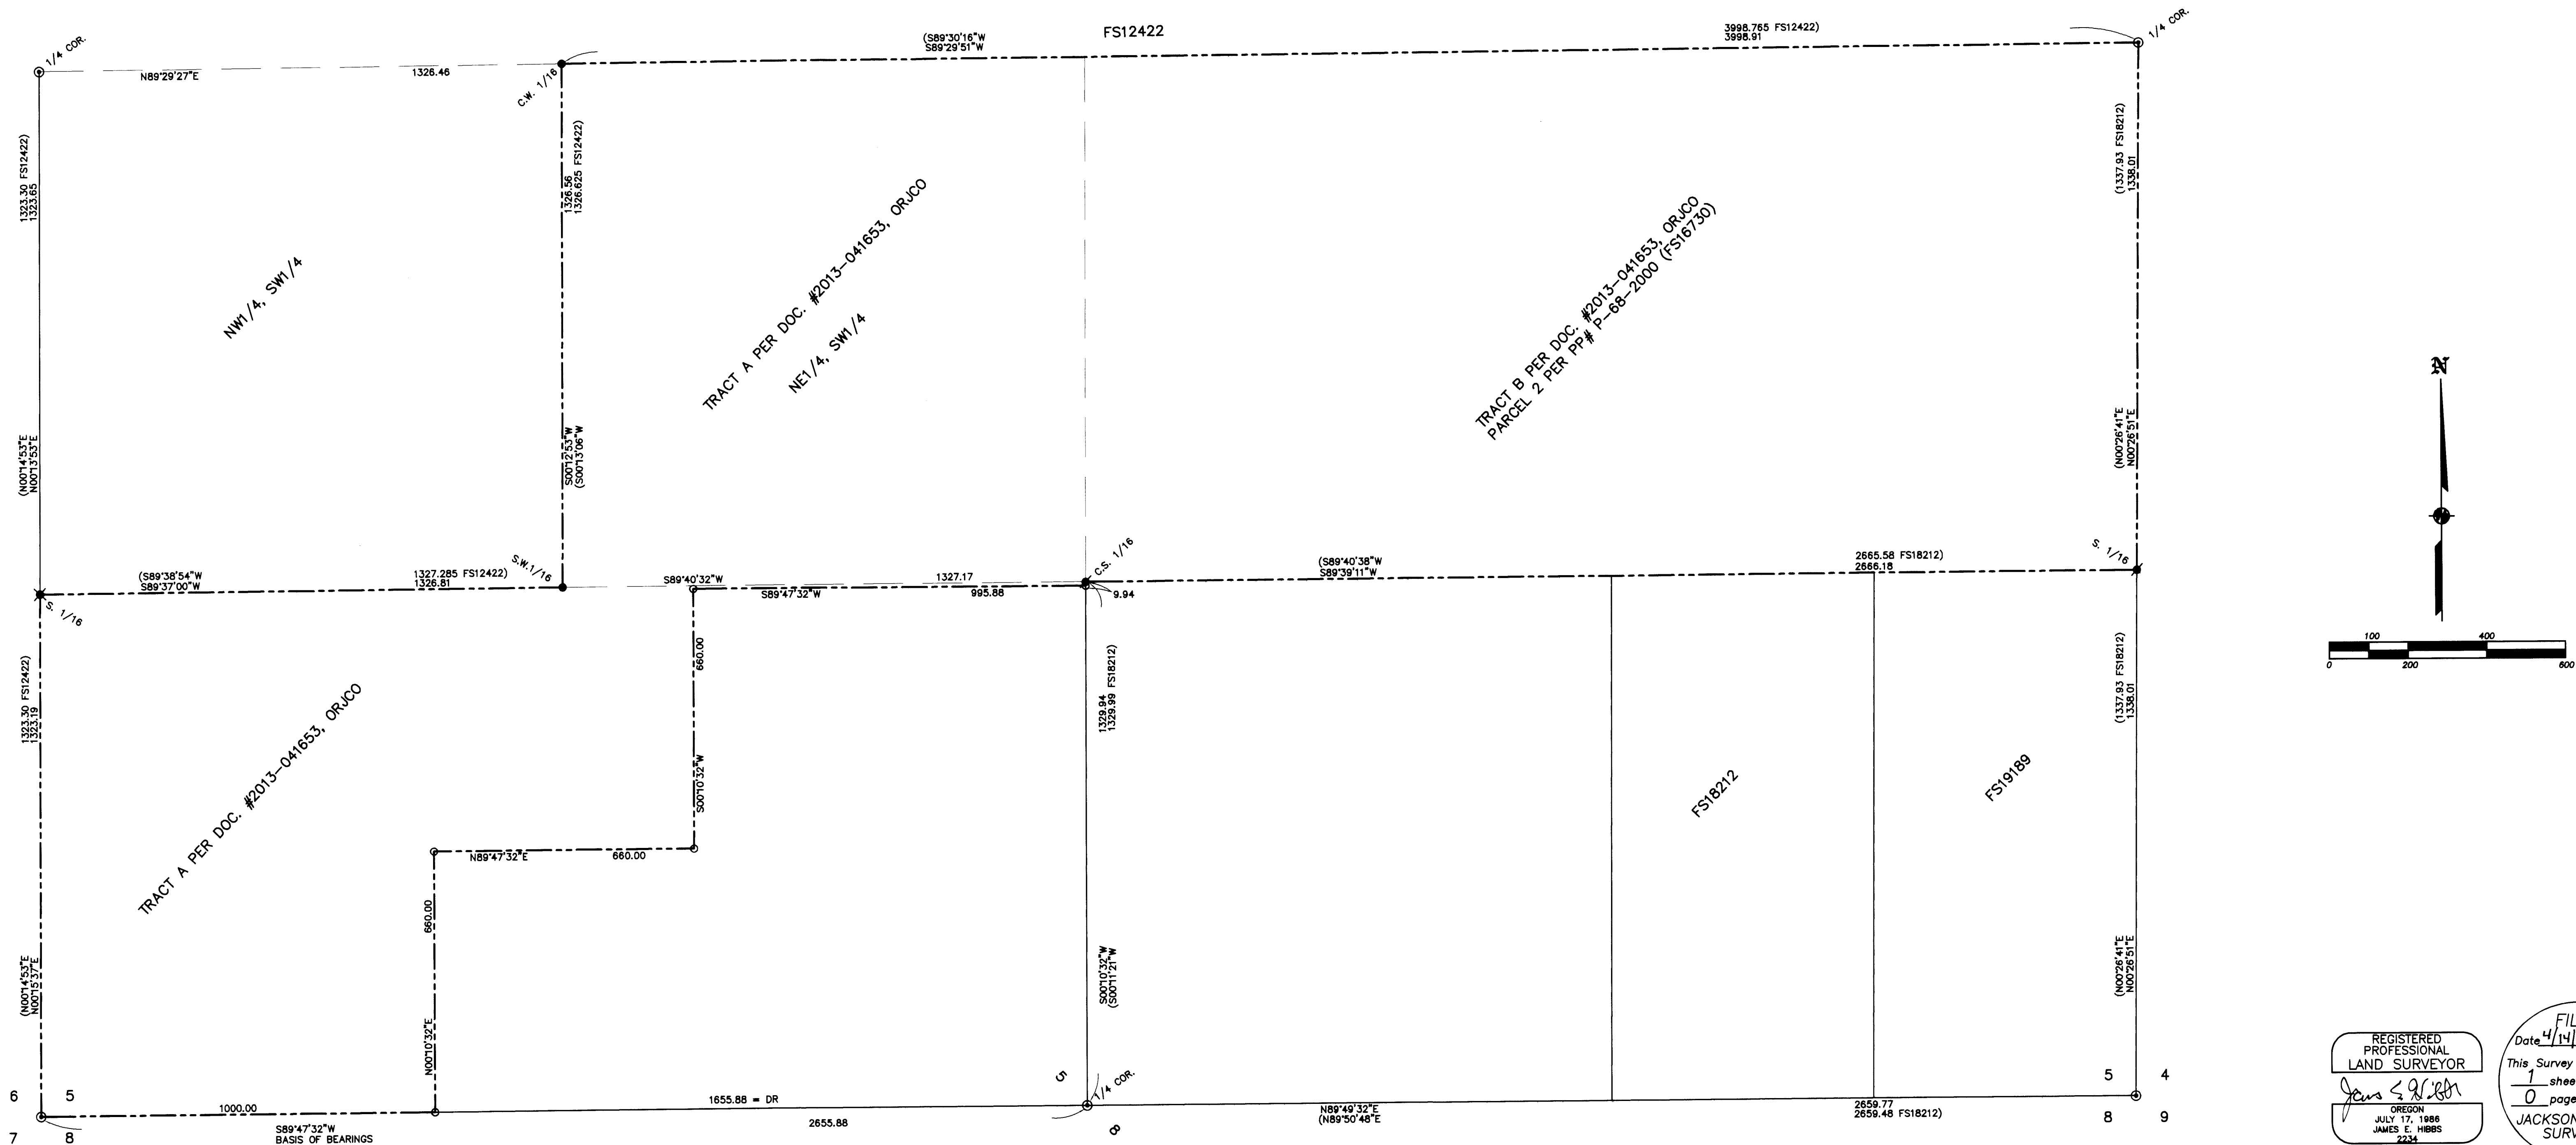 FS12422
1/4 COR.
N89°29'27"E
1326.46
C.W. 1/16
(S89°30'16"W
S89°29'51"W
3998.765 FS12422)
3998.91
1/4 COR.
1323.30 FS12422)
1323.65
(N00°14'53"E
N00°13'53"E
NW1/4, SW1/4
1326.56
1326.625 FS12422)
S00°12'53"W
(S00°13'06"W
TRACT A PER DOC. #2013-041653, ORJCO
NE1/4, SW1/4
TRACT B PER DOC. #2013-041653, ORJCO
PARCEL 2 PER PP# P-68-2000 (FS16730)
(1337.93 FS18212)
1338.01
(N00°26'41"E
N00°26'51"E
N
S. 1/16
(S89°38'54"W
S89°37'00"W
1327.285 FS12422)
1326.81
S.W.1/16
S89°40'32"W
1327.17
S89°47'32"W
995.88
C.S. 1/16
9.94
(S89°40'38"W
S89°39'11"W
2665.58 FS18212)
2666.18
S. 1/16
100
400
0
200
600
1323.30 FS12422)
1323.19
(N00°14'53"E
N00°15'37"E
TRACT A PER DOC. #2013-041653, ORJCO
660.00
S00°10'32"W
N89°47'32"E
660.00
660.00
N00°10'32"E
1329.94
1329.99 FS18212)
S00°10'32"W
(S00°11'21"W
FS18212
FS19189
(1337.93 FS18212)
1338.01
(N00°26'41"E
N00°26'51"E
6
5
7
8
1000.00
S89°47'32"W
BASIS OF BEARINGS
1655.88 = DR
2655.88
5
8
1/4 COR.
N89°49'32"E
(N89°50'48"E
2659.77
2659.48 FS18212)
5
4
8
9
REGISTERED
PROFESSIONAL
LAND SURVEYOR
James E. Hibbs
OREGON
JULY 17, 1986
JAMES E. HIBBS
2234
FIL
Date 4/14/
This Survey
1 shee
0 page
JACKSON
SURV